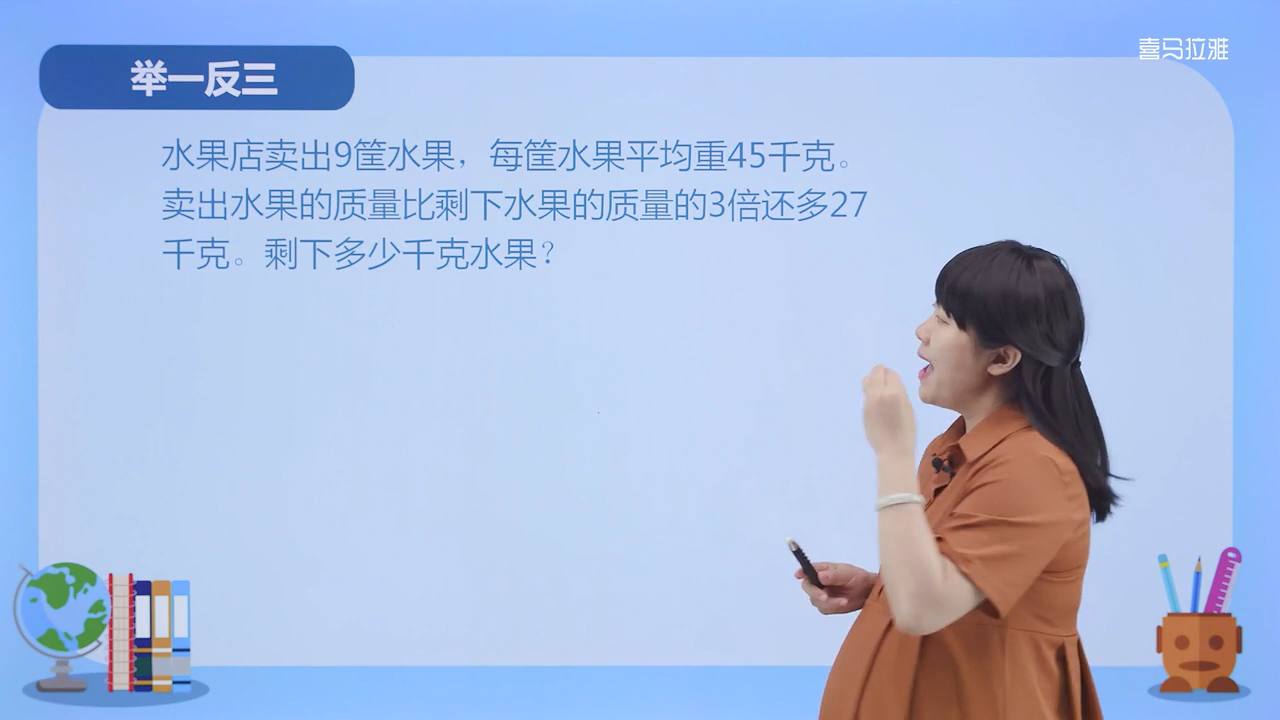 喜马拉雅
举一反三
水果店卖出9筐水果，每筐水果平均重45千克。
卖出水果的质量比剩下水果的质量的3倍还多27
千克。剩下多少千克水果？